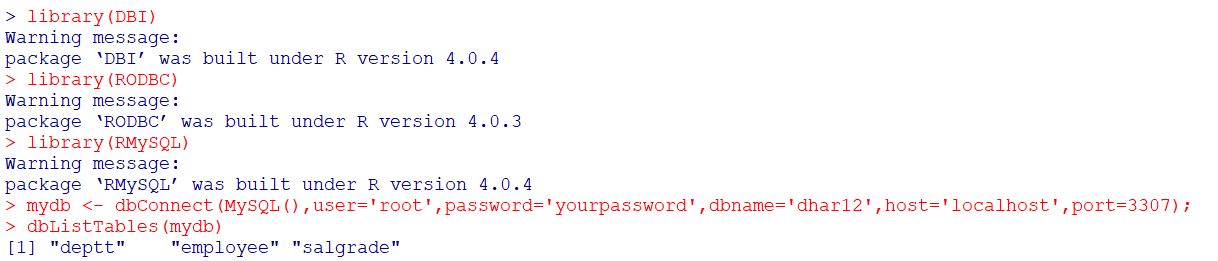 > library(DBI)
Warning message:
package ‘DBI’ was built under R version 4.0.4
> library(RODBC)
Warning message:
package ‘RODBC’ was built under R version 4.0.3
> library(RMySQL)
Warning message:
package ‘RMySQL’ was built under R version 4.0.4
> mydb <- dbConnect(MySQL(),user='root',password='yourpassword',dbname='dhar12',host='localhost',port=3307);
> dbListTables(mydb)
[1] "deptt"    "employee" "salgrade"